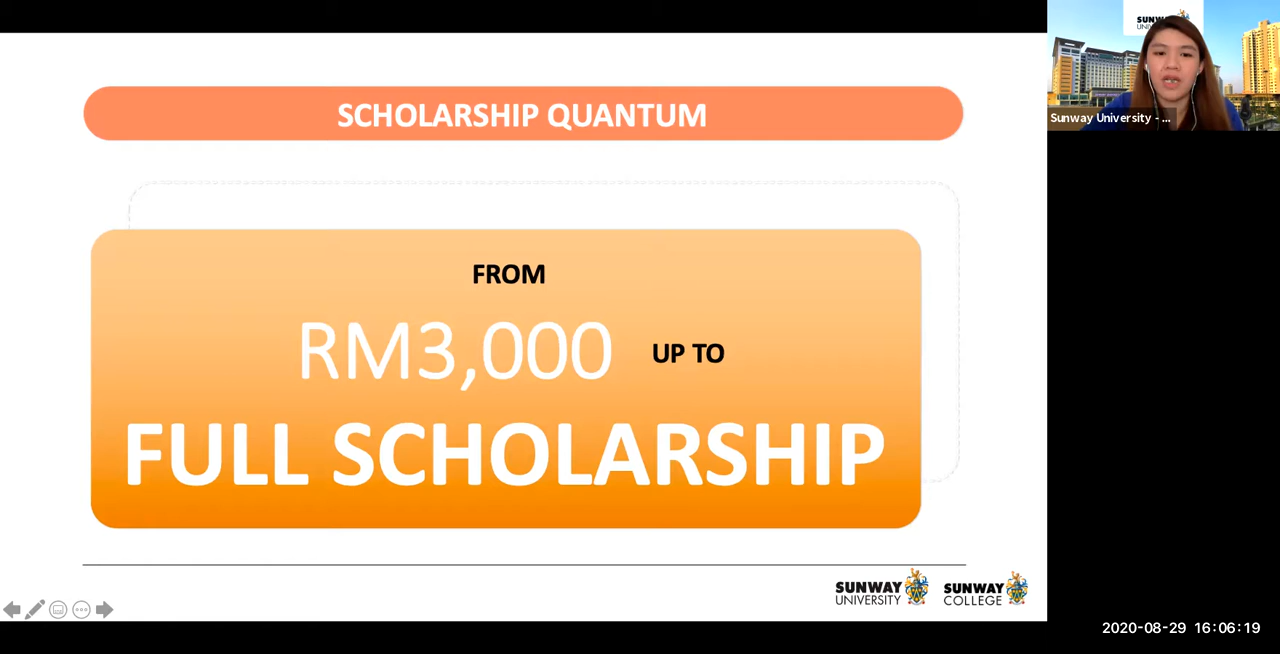 SCHOLARSHIP QUANTUM
FROM
RM3,000 UP TO
FULL SCHOLARSHIP
SUNWAY
UNIVERSITY
SUNWAY
COLLEGE
Sunway University - ...
2020-08-29 16:06:19